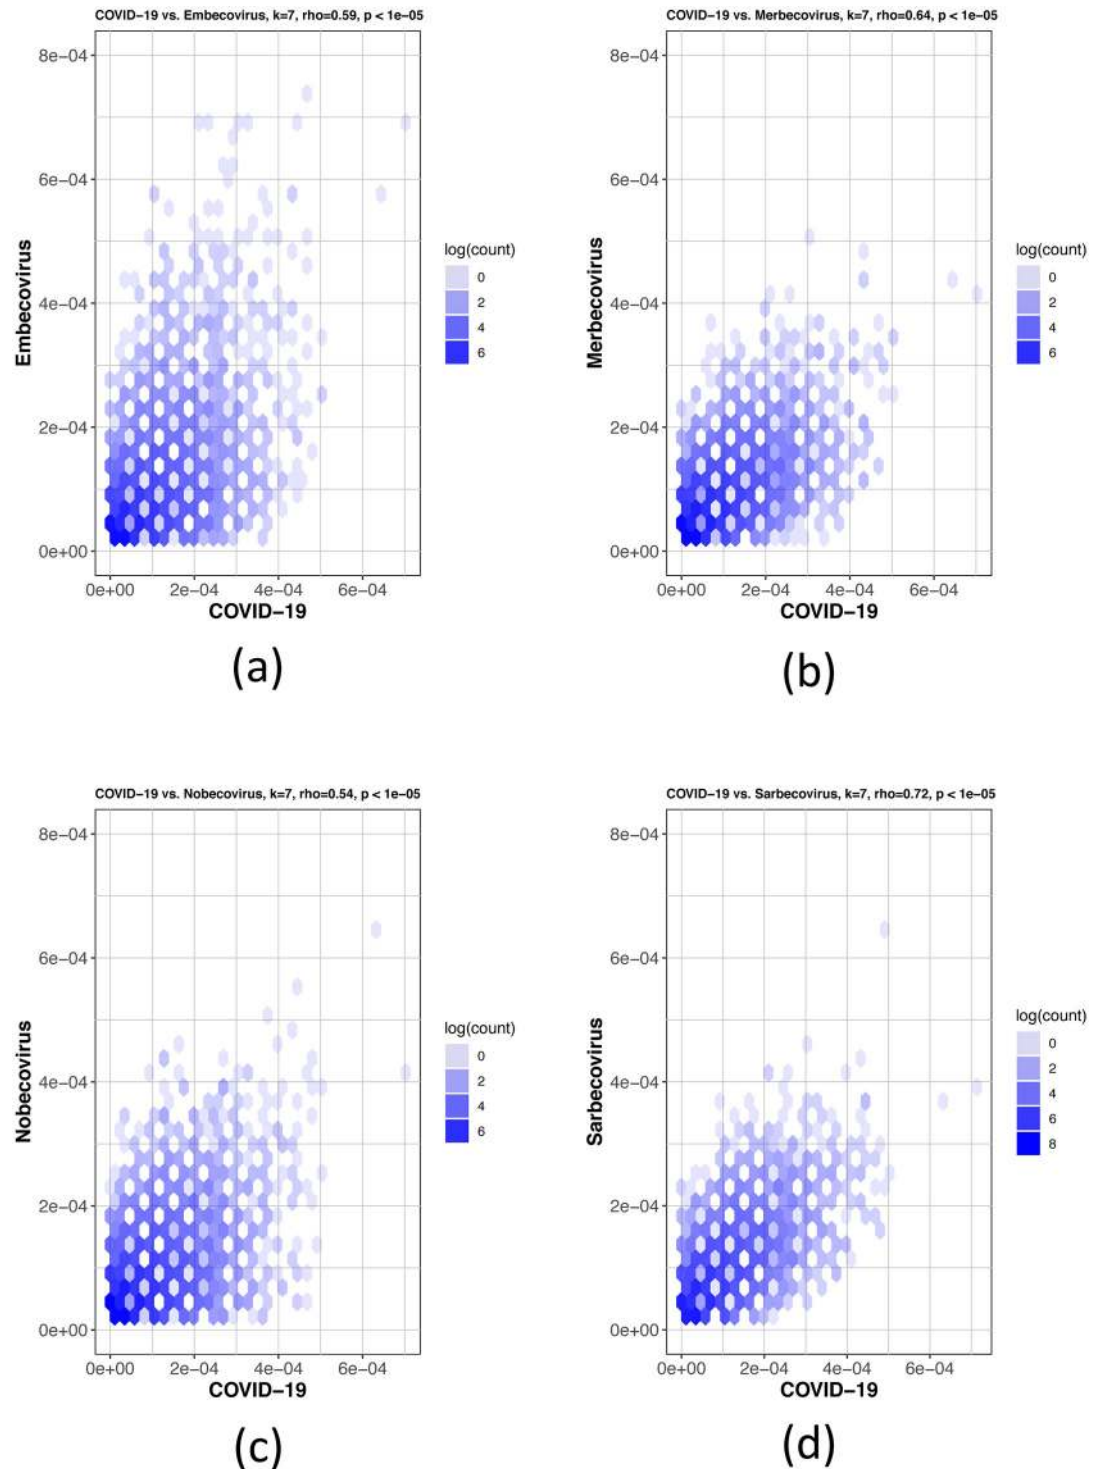 COVID−19 vs. Embecovirus, k=7, rho=0.59, p < 1e−05
8e−04
6e−04
4e−04
2e−04
0e+00
Embecovirus
0e+00 2e−04 4e−04 6e−04
COVID−19
log(count)
0
2
4
6
(a)
COVID−19 vs. Merbecovirus, k=7, rho=0.64, p < 1e−05
8e−04
6e−04
4e−04
2e−04
0e+00
Merbecovirus
0e+00 2e−04 4e−04 6e−04
COVID−19
log(count)
0
2
4
6
(b)
COVID−19 vs. Nobecovirus, k=7, rho=0.54, p < 1e−05
8e−04
6e−04
4e−04
2e−04
0e+00
Nobecovirus
0e+00 2e−04 4e−04 6e−04
COVID−19
log(count)
0
2
4
6
(c)
COVID−19 vs. Sarbecovirus, k=7, rho=0.72, p < 1e−05
8e−04
6e−04
4e−04
2e−04
0e+00
Sarbecovirus
0e+00 2e−04 4e−04 6e−04
COVID−19
log(count)
0
2
4
6
8
(d)